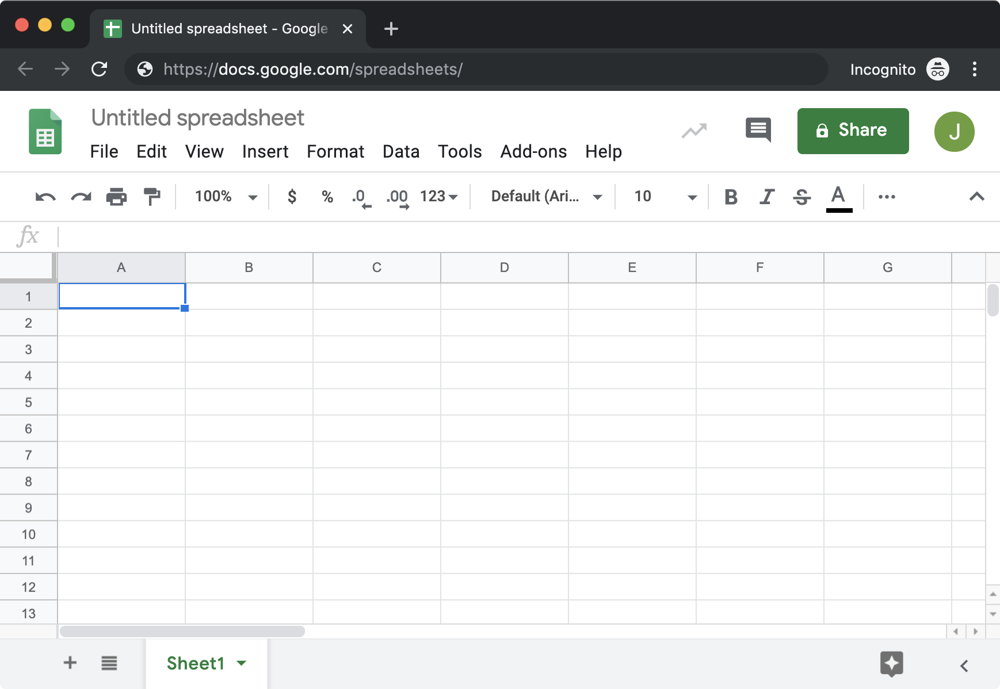 Untitled spreadsheet - Google
https://docs.google.com/spreadsheets/
Incognito
Untitled spreadsheet
File Edit View Insert Format Data Tools Add-ons Help
Share
J
100% $ % .0 .00 123 Default (Ari... 10 B I S A
fx
A B C D E F G
1
2
3
4
5
6
7
8
9
10
11
12
13
Sheet1